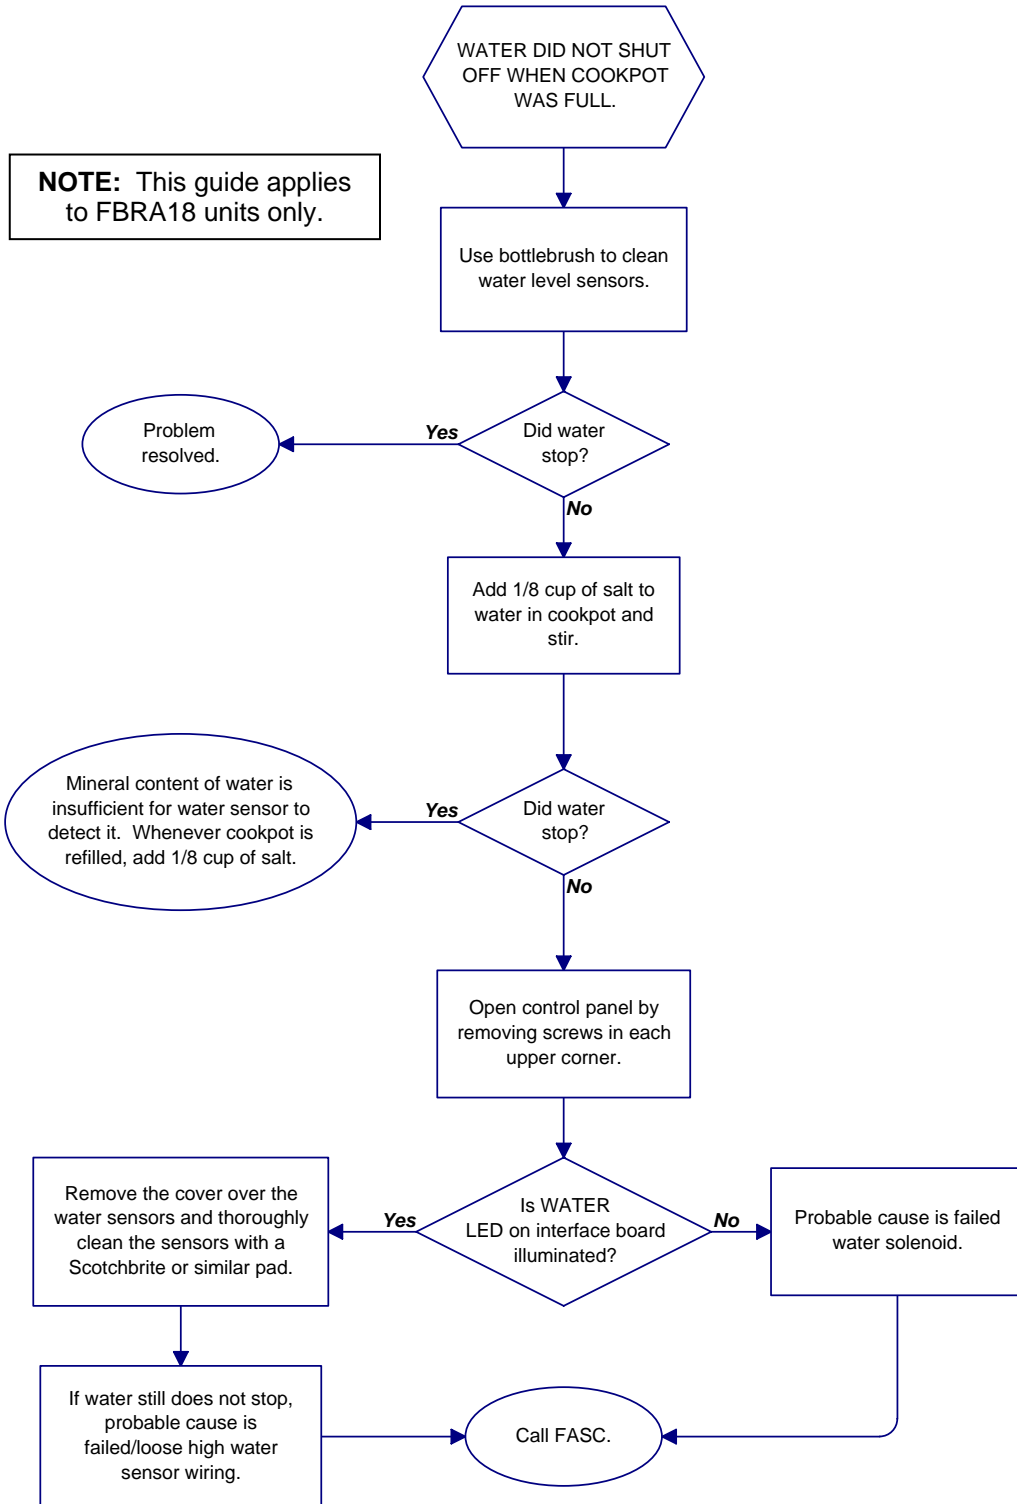 WATER DID NOT SHUT
OFF WHEN COOKPOT
WAS FULL.
NOTE:  This guide applies
to FBRA18 units only.
Use bottlebrush to clean
water level sensors.
Did water
stop?
Yes
Problem
resolved.
No
Add 1/8 cup of salt to
water in cookpot and
stir.
Did water
stop?
Yes
Mineral content of water is
insufficient for water sensor to
detect it.  Whenever cookpot is
refilled, add 1/8 cup of salt.
No
Open control panel by
removing screws in each
upper corner.
Is WATER
LED on interface board
illuminated?
Yes
Remove the cover over the
water sensors and thoroughly
clean the sensors with a
Scotchbrite or similar pad.
No
Probable cause is failed
water solenoid.
If water still does not stop,
probable cause is
failed/loose high water
sensor wiring.
Call FASC.